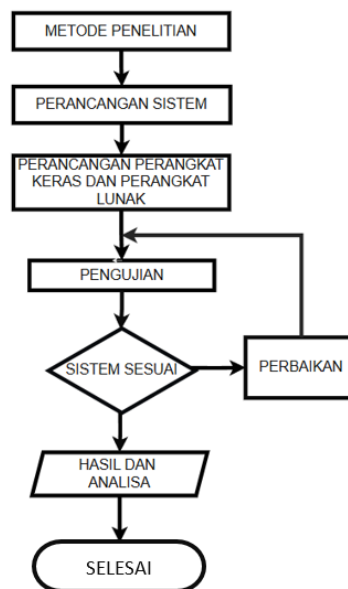 METODE PENELITIAN
PERANCANGAN SISTEM
PERANCANGAN PERANGKAT
KERAS DAN PERANGKAT
LUNAK
PENGUJIAN
SISTEM SESUAI
PERBAIKAN
HASIL DAN
ANALISA
SELESAI